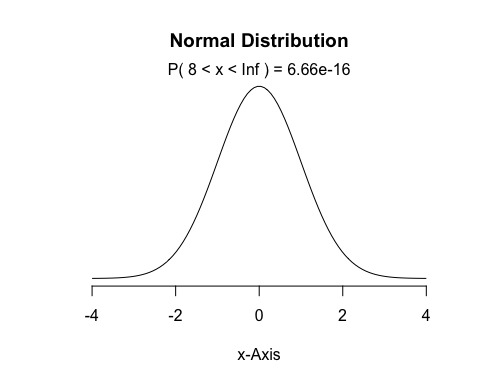 Normal Distribution
P( 8 < x < Inf ) = 6.66e-16
-4 -2 0 2 4
x-Axis